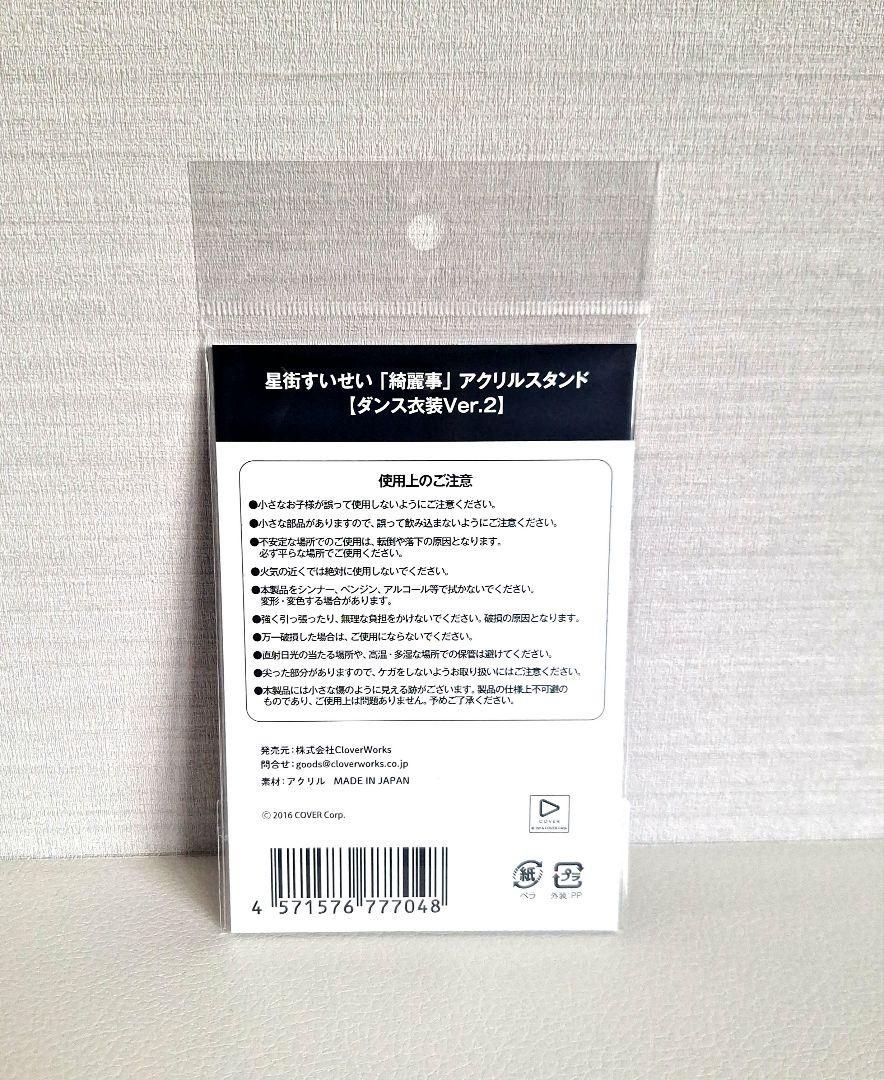 星街すいせい「綺麗事」アクリルスタンド
【ダンス衣装Ver.2】
使用上のご注意
●小さなお子様が誤って使用しないようにご注意ください。
●小さな部品がありますので、誤って飲み込まないようにご注意ください。
●不安定な場所でのご使用は、転倒や落下の原因となります。
必ず平らな場所でご使用ください。
●火気の近くでは絶対に使用しないでください。
●本製品をシンナー、ベンジン、アルコール等で拭かないでください。
変形・変色する場合があります。
●強く引っ張ったり、無理な負担をかけないでください。破損の原因となります。
●万一破損した場合は、ご使用にならないでください。
●直射日光の当たる場所や、高温・多湿な場所での保管は避けてください。
●尖った部分がありますので、ケガをしないようお取り扱いにはご注意ください。
●本製品には小さな傷のように見える跡がございます。製品の仕様上不可避の
ものであり、ご使用上は問題ありません。予めご了承ください。
発売元:株式会社CloverWorks
問合せ:goods@cloverworks.co.jp
素材:アクリル MADE IN JAPAN
© 2016 COVER Corp.
COVER
© 2016 COVER Corp.
4 571576 777048
紙
ペラ
プラ
外装:PP